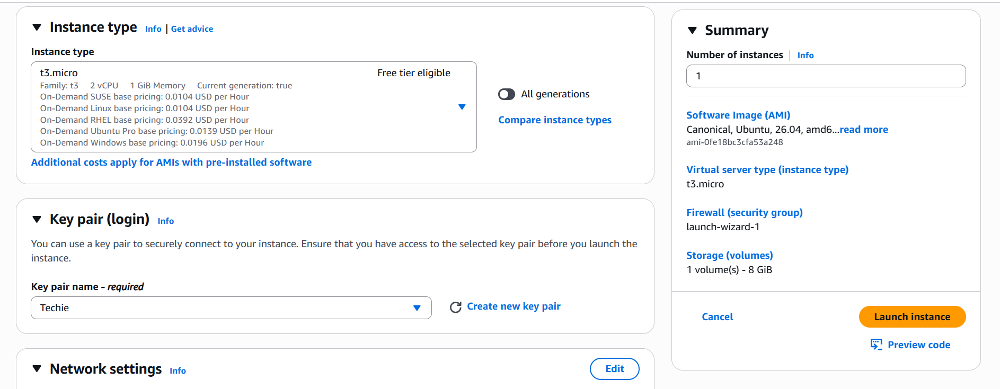 Instance type Info | Get advice
Instance type
t3.micro Free tier eligible
Family: t3 2 vCPU 1 GiB Memory Current generation: true
On-Demand SUSE base pricing: 0.0104 USD per Hour
On-Demand Linux base pricing: 0.0104 USD per Hour
On-Demand RHEL base pricing: 0.0392 USD per Hour
On-Demand Ubuntu Pro base pricing: 0.0139 USD per Hour
On-Demand Windows base pricing: 0.0196 USD per Hour
All generations
Compare instance types
Additional costs apply for AMIs with pre-installed software
Key pair (login) Info
You can use a key pair to securely connect to your instance. Ensure that you have access to the selected key pair before you launch the
instance.
Key pair name - required
Techie
Create new key pair
Network settings Info
Edit
Summary
Number of instances Info
1
Software Image (AMI)
Canonical, Ubuntu, 26.04, amd6...read more
ami-0fe18bc3cfa53a248
Virtual server type (instance type)
t3.micro
Firewall (security group)
launch-wizard-1
Storage (volumes)
1 volume(s) - 8 GiB
Cancel
Launch instance
Preview code